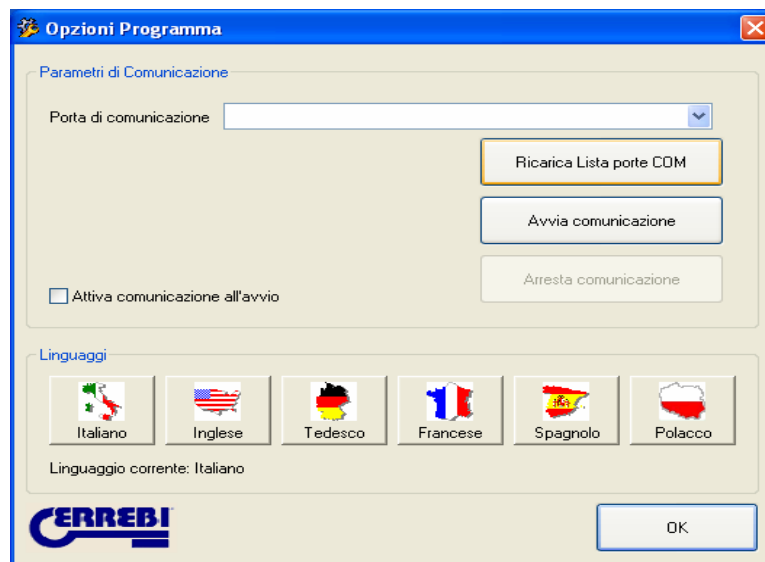 Opzioni Programma
Parametri di Comunicazione
Porta di comunicazione
Ricarica Lista porte COM
Avvia comunicazione
Arresta comunicazione
Attiva comunicazione all'avvio
Linguaggi
Italiano Inglese Tedesco Francese Spagnolo Polacco
Linguaggio corrente: Italiano
ERREBI
OK